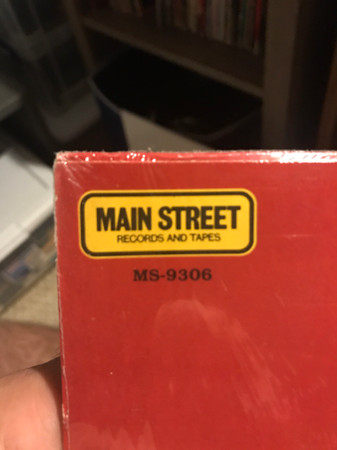 MAIN STREET
RECORDS AND TAPES
MS-9306